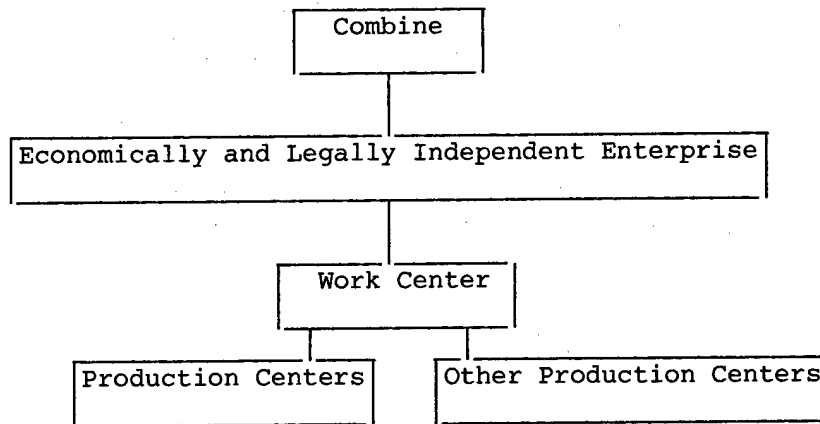 Combine
Economically and Legally Independent Enterprise
Work Center
Production Centers
Other Production Centers